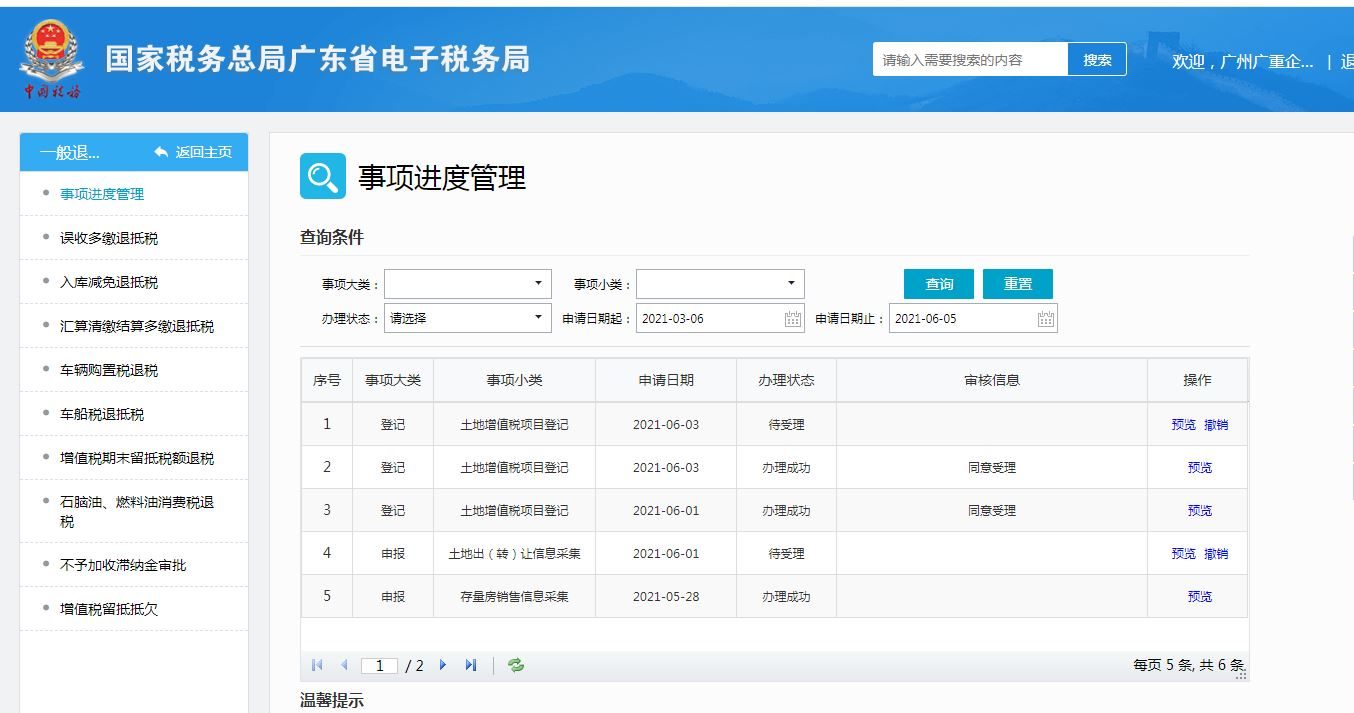 国家税务总局广东省电子税务局
中国税务
请输入需要搜索的内容 搜索
欢迎，广州广重企... | 退
一般退... 返回主页
事项进度管理
误收多缴退抵税
入库减免退抵税
汇算清缴结算多缴退抵税
车辆购置税退税
车船税退抵税
增值税期末留抵税额退税
石脑油、燃料油消费税退
税
不予加收滞纳金审批
增值税留抵抵欠
事项进度管理
查询条件
事项大类： 事项小类： 查询 重置
办理状态： 请选择 申请日期起： 2021-03-06 申请日期止： 2021-06-05
序号 事项大类 事项小类 申请日期 办理状态 审核信息 操作
1 登记 土地增值税项目登记 2021-06-03 待受理 预览 撤销
2 登记 土地增值税项目登记 2021-06-03 办理成功 同意受理 预览
3 登记 土地增值税项目登记 2021-06-01 办理成功 同意受理 预览
4 申报 土地出（转）让信息采集 2021-06-01 待受理 预览 撤销
5 申报 存量房销售信息采集 2021-05-28 办理成功 预览
1 / 2 每页 5 条, 共 6 条
温馨提示